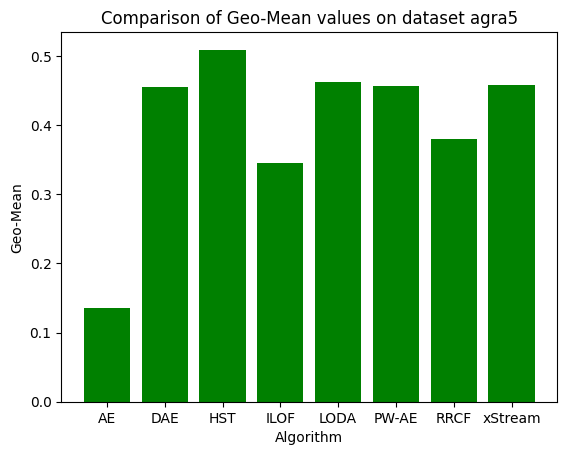 Comparison of Geo-Mean values on dataset agra5
0.5
0.4
0.3
0.2
0.1
0.0
Geo-Mean
AE DAE HST ILOF LODA PW-AE RRCF xStream
Algorithm